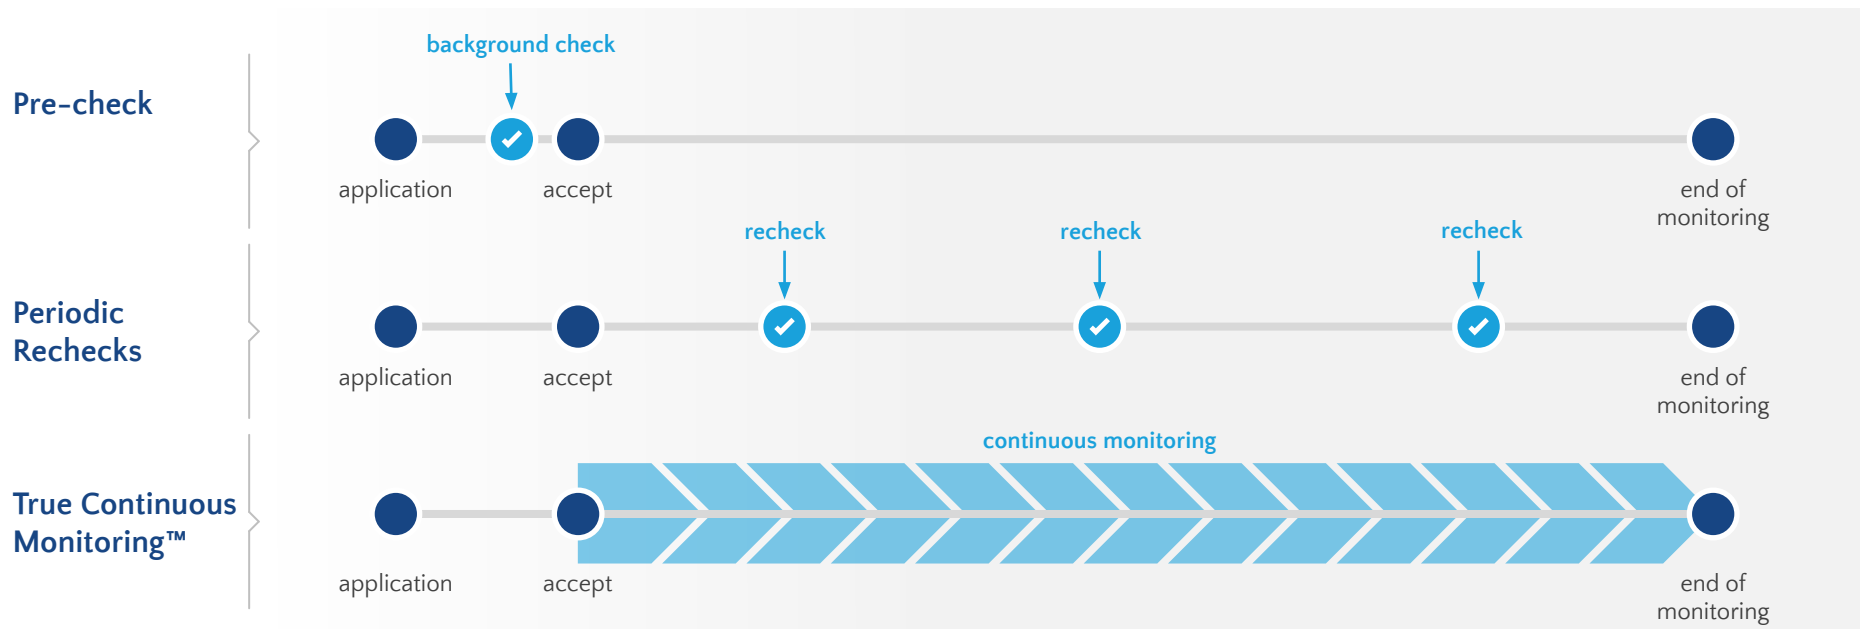 Pre-check
background check
application
accept
end of
monitoring
Periodic
Rechecks
recheck
recheck
recheck
application
accept
end of
monitoring
True Continuous
Monitoring™
continuous monitoring
application
accept
end of
monitoring